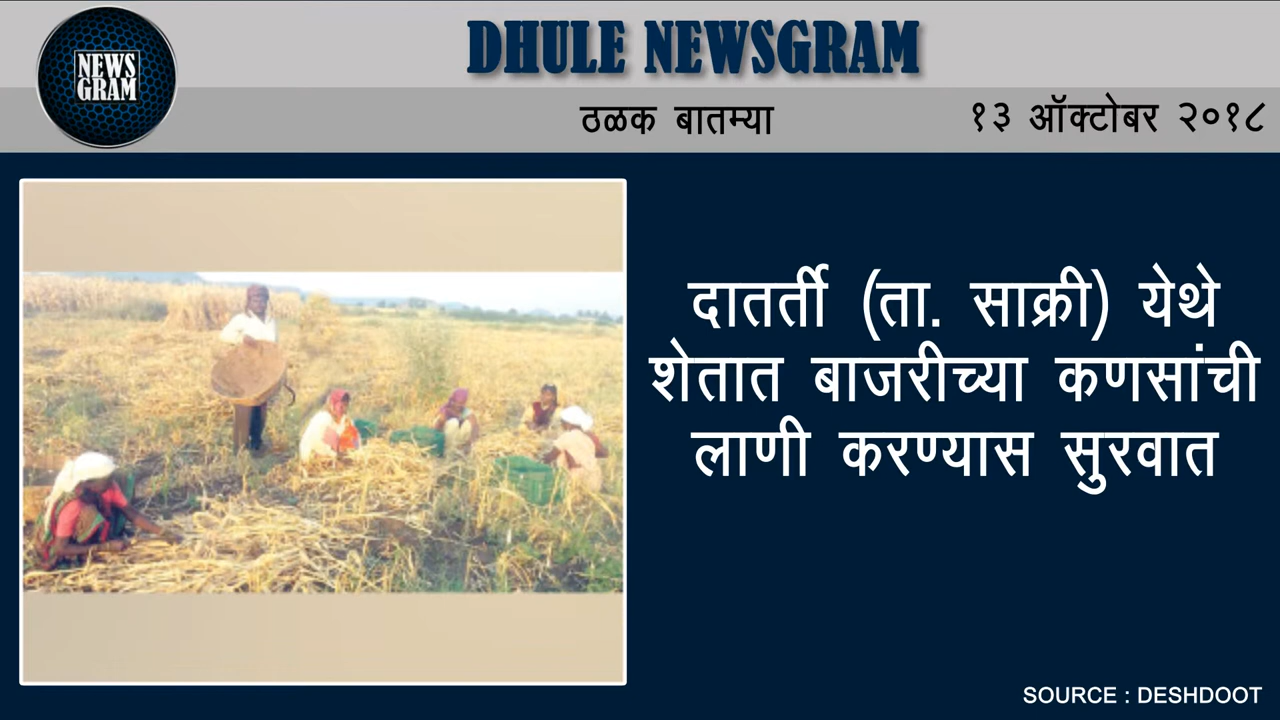 NEWS
GRAM
DHULE NEWSGRAM
ठळक बातम्या
१३ ऑक्टोबर २०१८
दातर्ती (ता. साक्री) येथे
शेतात बाजरीच्या कणसांची
लाणी करण्यास सुरवात
SOURCE : DESHDOOT